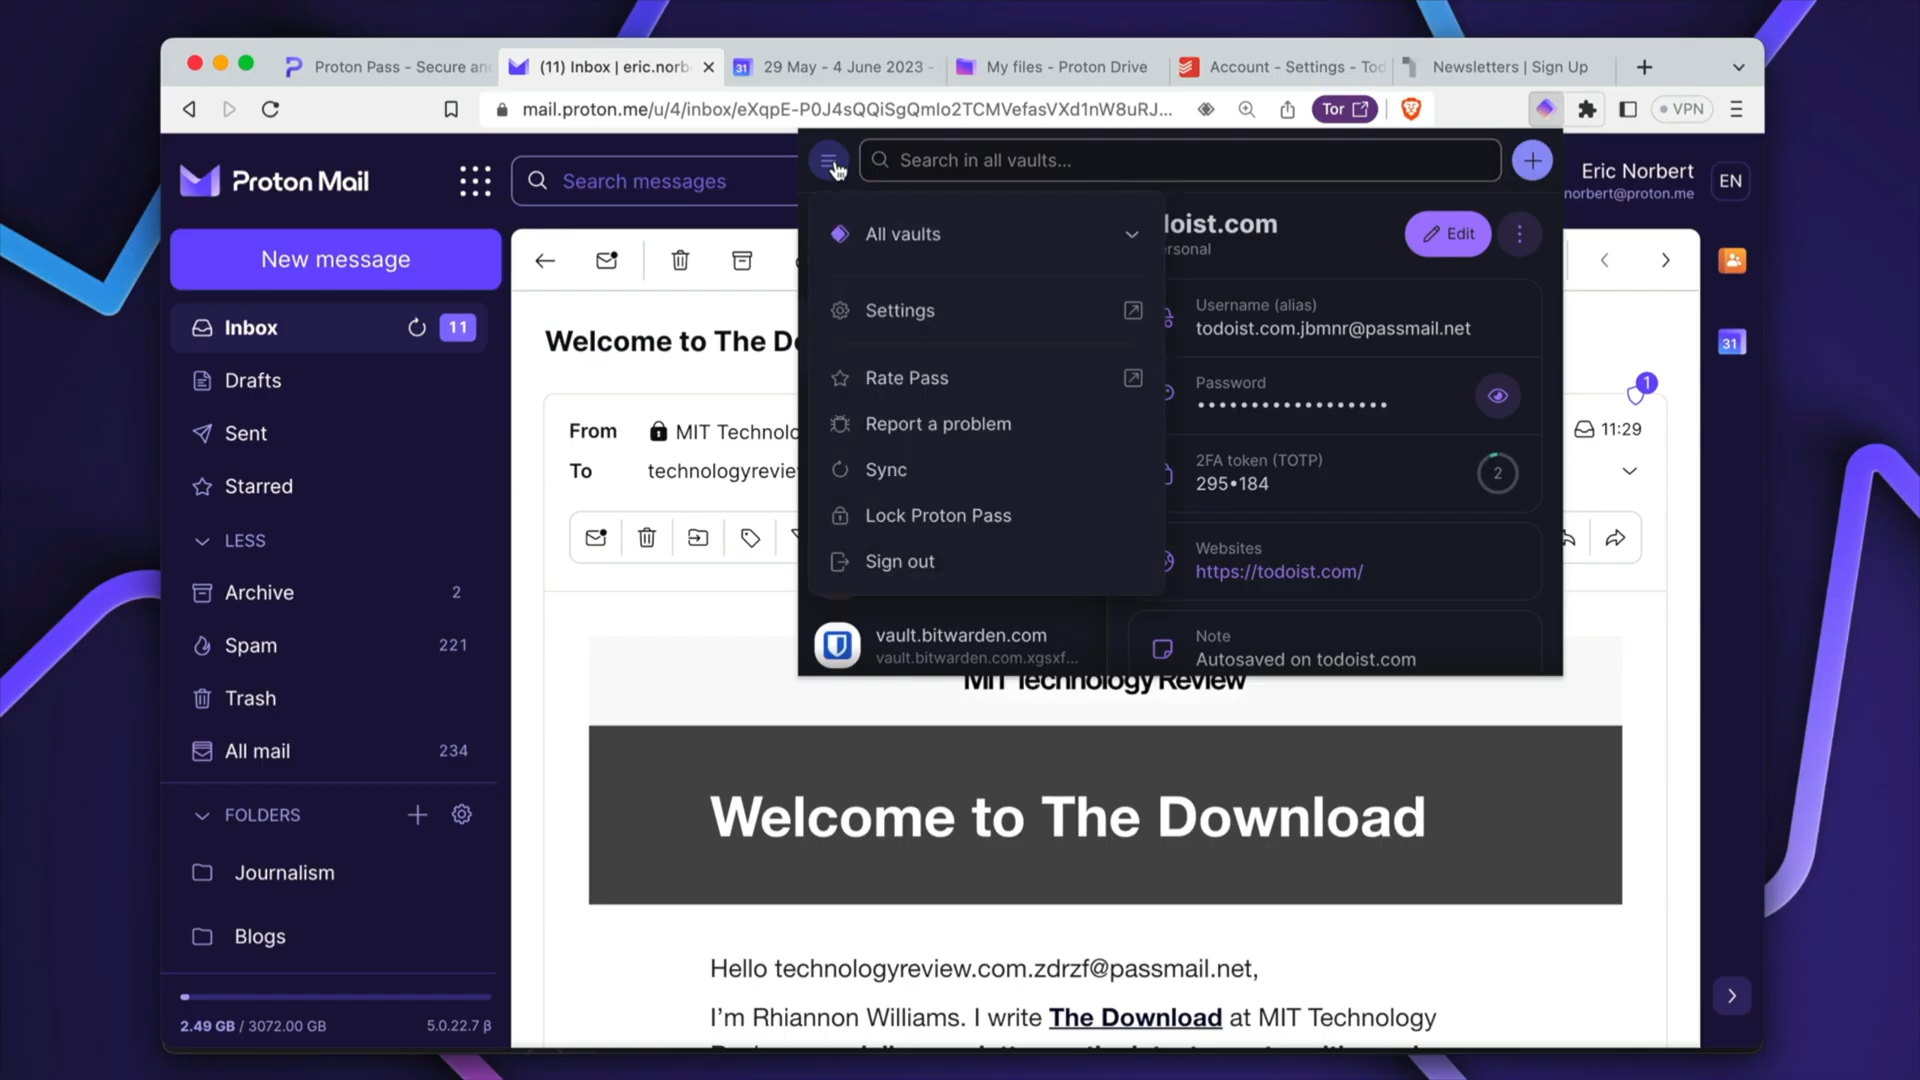 Proton Pass - Secure and
(11) Inbox | eric.norb
29 May - 4 June 2023 -
My files - Proton Drive
Account - Settings - Tod
Newsletters | Sign Up
mail.proton.me/u/4/inbox/eXqpE-P0J4sQQiSgQmIo2TCMVefasVXd1nW8uRJ...
Tor
VPN
Proton Mail
Search messages
Search in all vaults...
Eric Norbert
norbert@proton.me
EN
New message
Inbox
11
Drafts
Sent
Starred
LESS
Archive
2
Spam
221
Trash
All mail
234
FOLDERS
Journalism
Blogs
2.49 GB / 3072.00 GB
5.0.22.7 β
All vaults
Settings
Rate Pass
Report a problem
Sync
Lock Proton Pass
Sign out
vault.bitwarden.com
vault.bitwarden.com.xgsxf...
oist.com
rsonal
Edit
Username (alias)
todoist.com.jbmnr@passmail.net
Password
2FA token (TOTP)
295•184
2
Websites
https://todoist.com/
Note
Autosaved on todoist.com
31
1
Welcome to The Do
From
MIT Technolo
11:29
To
technologyrevie
MIT Technology Review
Welcome to The Download
Hello technologyreview.com.zdrzf@passmail.net,
I'm Rhiannon Williams. I write The Download at MIT Technology